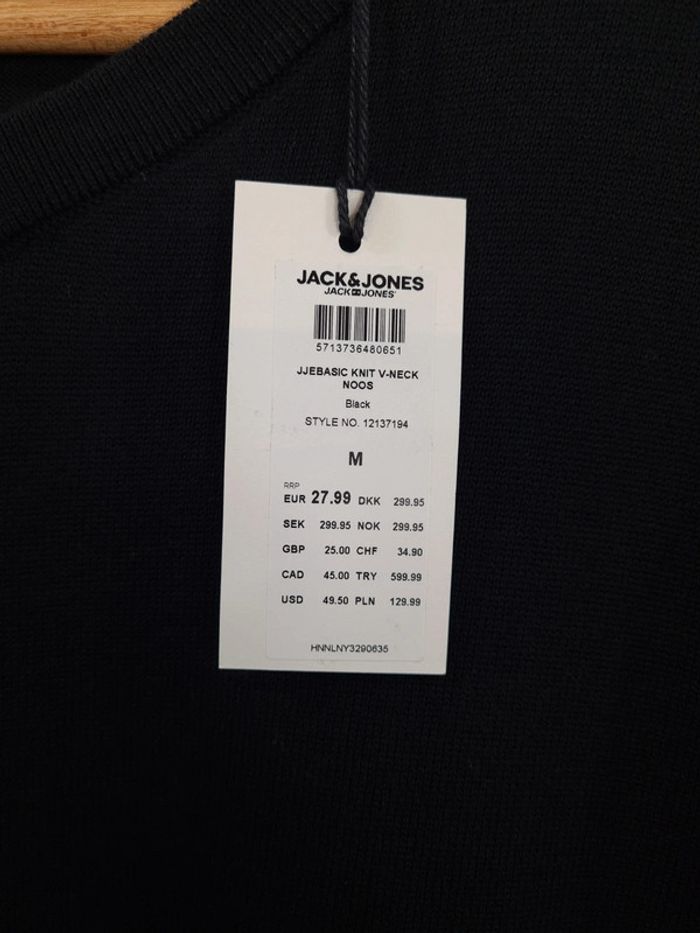 JACK&JONES
JACK JONES
5713736480651
JJEBASIC KNIT V-NECK
NOOS
Black
STYLE NO. 12137194
M
RRP
EUR 27.99 DKK 299.95
SEK 299.95 NOK 299.95
GBP 25.00 CHF 34.90
CAD 45.00 TRY 599.99
USD 49.50 PLN 129.99
HNNLNY3290635